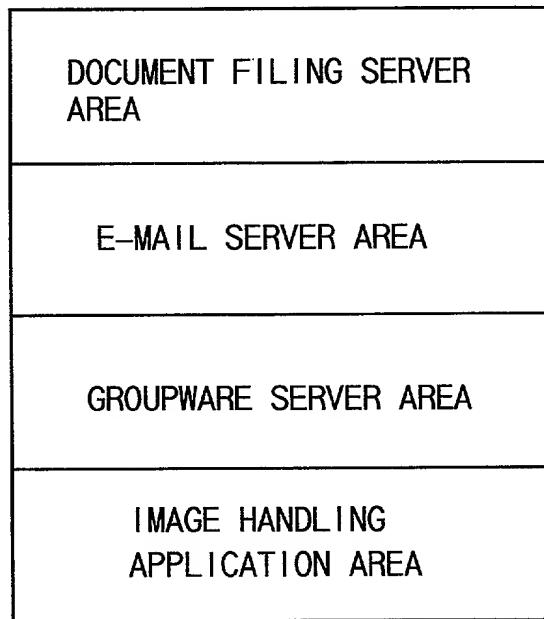 DOCUMENT FILING SERVER
AREA
E-MAIL SERVER AREA
GROUPWARE SERVER AREA
IMAGE HANDLING
APPLICATION AREA